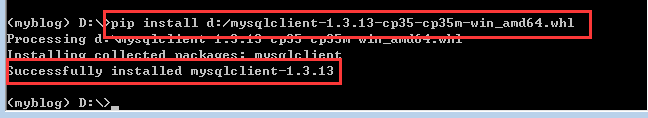 (myblog) D:\>pip install d:/mysqlclient-1.3.13-cp35-cp35m-win_amd64.whl
Processing d:\mysqlclient-1.3.13-cp35-cp35m-win_amd64.whl
Installing collected packages: mysqlclient
Successfully installed mysqlclient-1.3.13
(myblog) D:\>